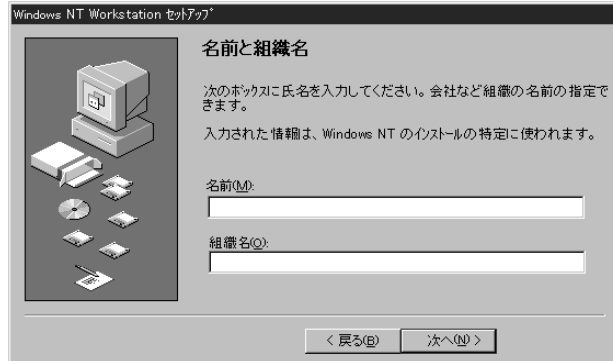 Windows NT Workstation ｾｯﾄｱｯﾌﾟ
名前と組織名
次のﾎﾞｯｸｽに氏名を入力してください。会社など組織の名前の指定で
きます。
入力された情報は、Windows NT のｲﾝｽﾄｰﾙの特定に使われます。
名前(M):
組織名(O):
< 戻る(B)
次へ(N) >